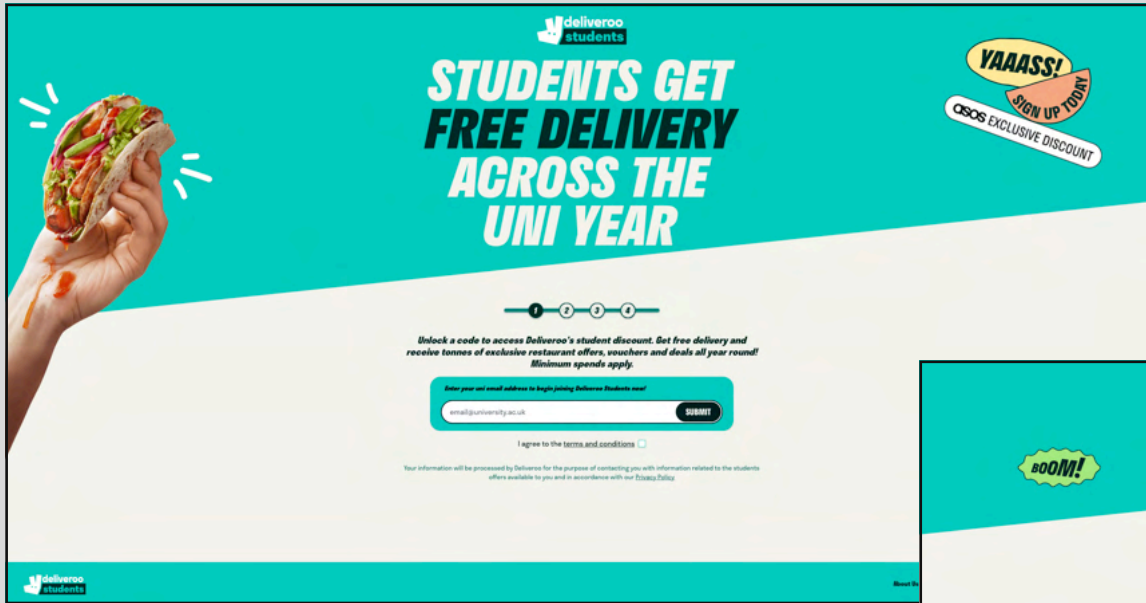 deliveroo
students
STUDENTS GET
FREE DELIVERY
ACROSS THE
UNI YEAR
YAAASS!
SIGN UP TODAY
asos EXCLUSIVE DISCOUNT
1 2 3 4
Unlock a code to access Deliveroo's student discount. Get free delivery and
receive tonnes of exclusive restaurant offers, vouchers and deals all year round!
Minimum spends apply.
Enter your uni email address to begin joining Deliveroo Students now!
email@university.ac.uk
SUBMIT
I agree to the terms and conditions
Your information will be processed by Deliveroo for the purpose of contacting you with information related to the students
offers available to you and in accordance with our Privacy Policy
BOOM!
deliveroo
students
About Us